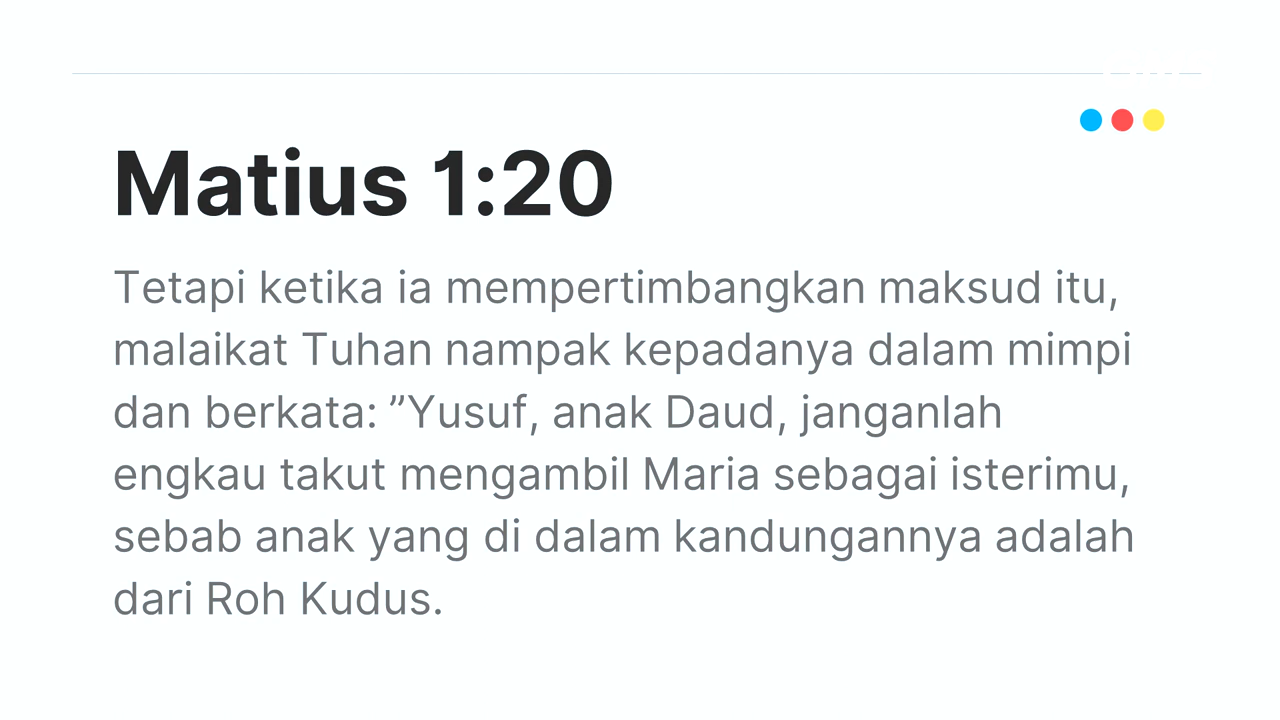 Matius 1:20
Tetapi ketika ia mempertimbangkan maksud itu,
malaikat Tuhan nampak kepadanya dalam mimpi
dan berkata: ”Yusuf, anak Daud, janganlah
engkau takut mengambil Maria sebagai isterimu,
sebab anak yang di dalam kandungannya adalah
dari Roh Kudus.